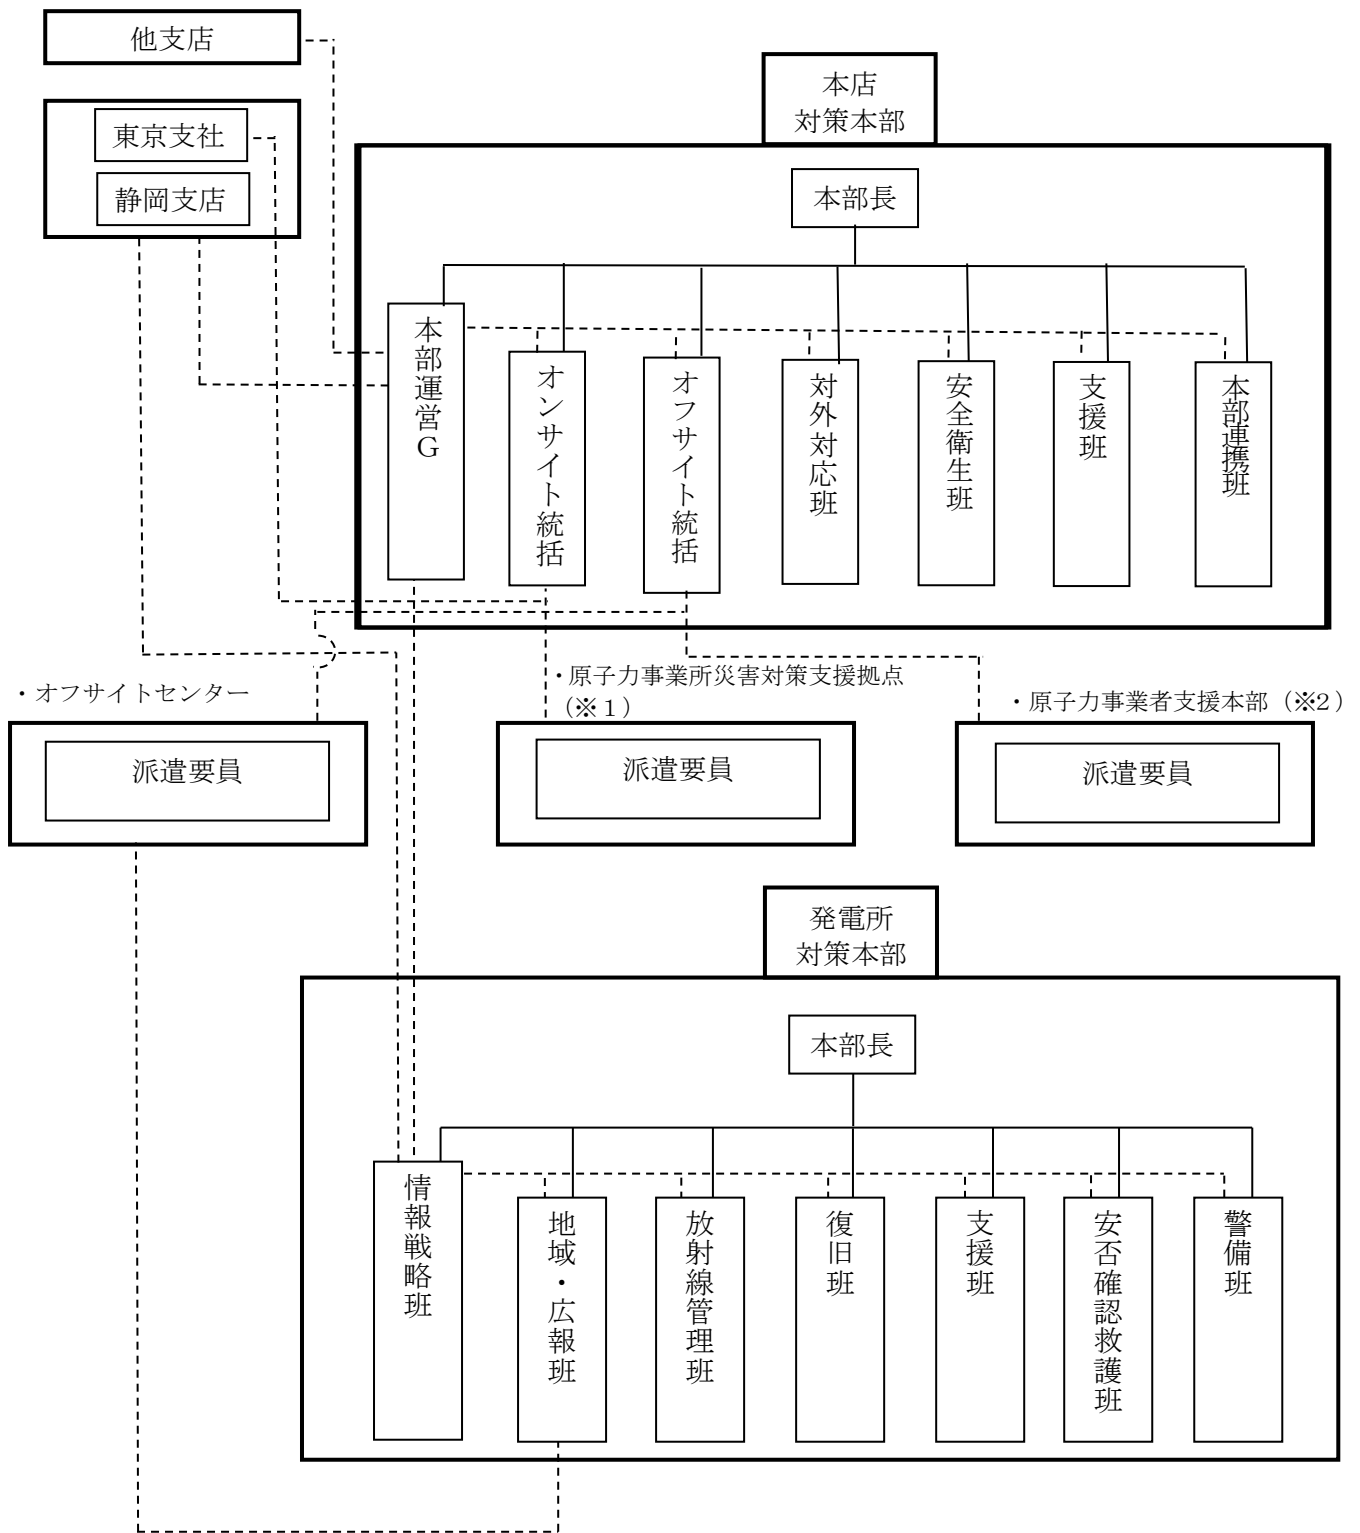 他支店
東京支社
静岡支店
本店
対策本部
本部長
本部運営G
オンサイト統括
オフサイト統括
対外対応班
安全衛生班
支援班
本部連携班
・オフサイトセンター
派遣要員
・原子力事業所災害対策支援拠点
（※１）
派遣要員
・原子力事業者支援本部（※2）
派遣要員
発電所
対策本部
本部長
情報戦略班
地域・広報班
放射線管理班
復旧班
支援班
安否確認救護班
警備班